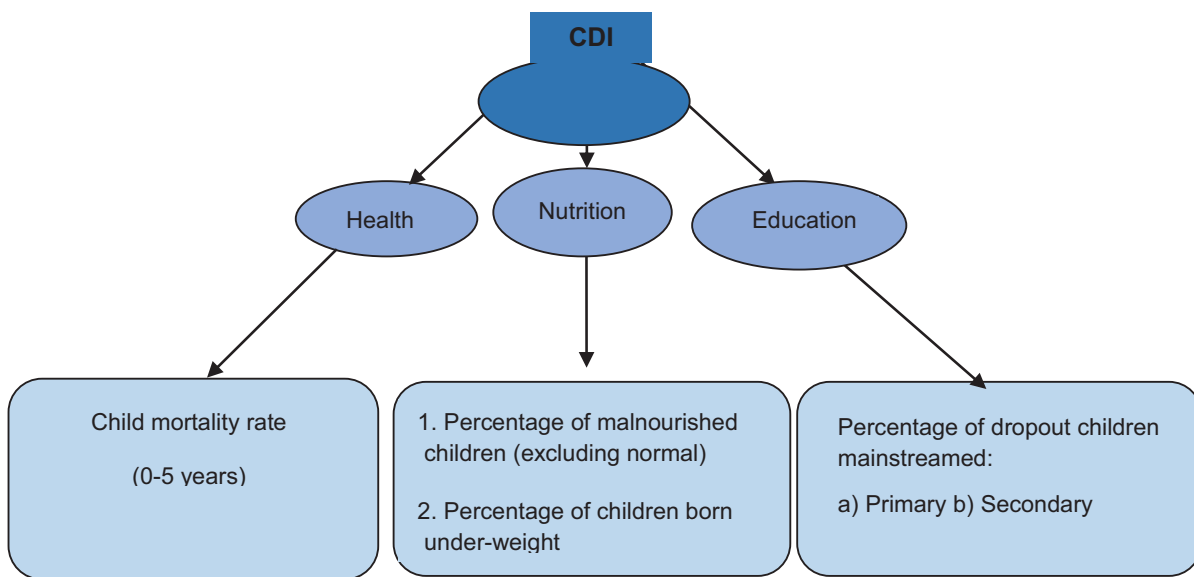 CDI
Health
Nutrition
Education
Child mortality rate
(0-5 years)
1. Percentage of malnourished
children (excluding normal)
2. Percentage of children born
under-weight
Percentage of dropout children
mainstreamed:
a) Primary b) Secondary